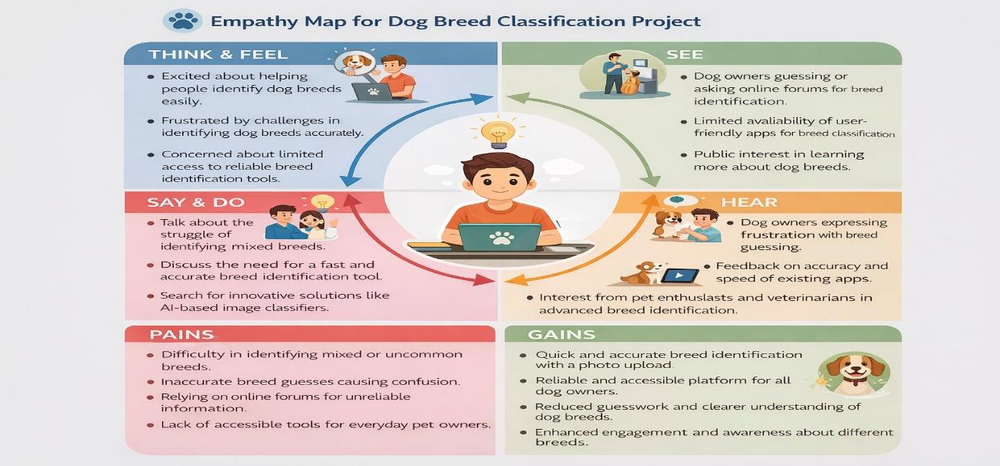 Empathy Map for Dog Breed Classification Project
THINK & FEEL
• Excited about helping
people identify dog breeds
easily.
• Frustrated by challenges in
identifying dog breeds accurately.
• Concerned about limited
access to reliable breed
identification tools.
SEE
• Dog owners guessing or
asking online forums for breed
identification.
• Limited avaliability of user-
friendly apps for breed classification
• Public interest in learning
more about dog breeds.
SAY & DO
• Talk about the
struggle of
identifying mixed breeds.
• Discuss the need for a fast and
accurate breed identification tool.
• Search for innovative solutions like
AI-based image classifiers.
HEAR
• Dog owners expressing
frustration with breed
guessing.
• Feedback on accuracy and
speed of existing apps.
• Interest from pet enthuslasts and veterinarians in
advanced breed identification.
PAINS
• Difficulty in identifying mixed or uncommon
breeds.
• Inaccurate breed guesses causing confusion.
• Relying on online forums for unreliable
information.
• Lack of accessible tools for everyday pet owners.
GAINS
• Quick and accurate breed identification
with a photo upload.
• Reliable and accessible platform for all
dog owners.
• Reduced guesswork and clearer understanding of
dog breeds.
• Enhanced engagement and awareness about different
breeds.